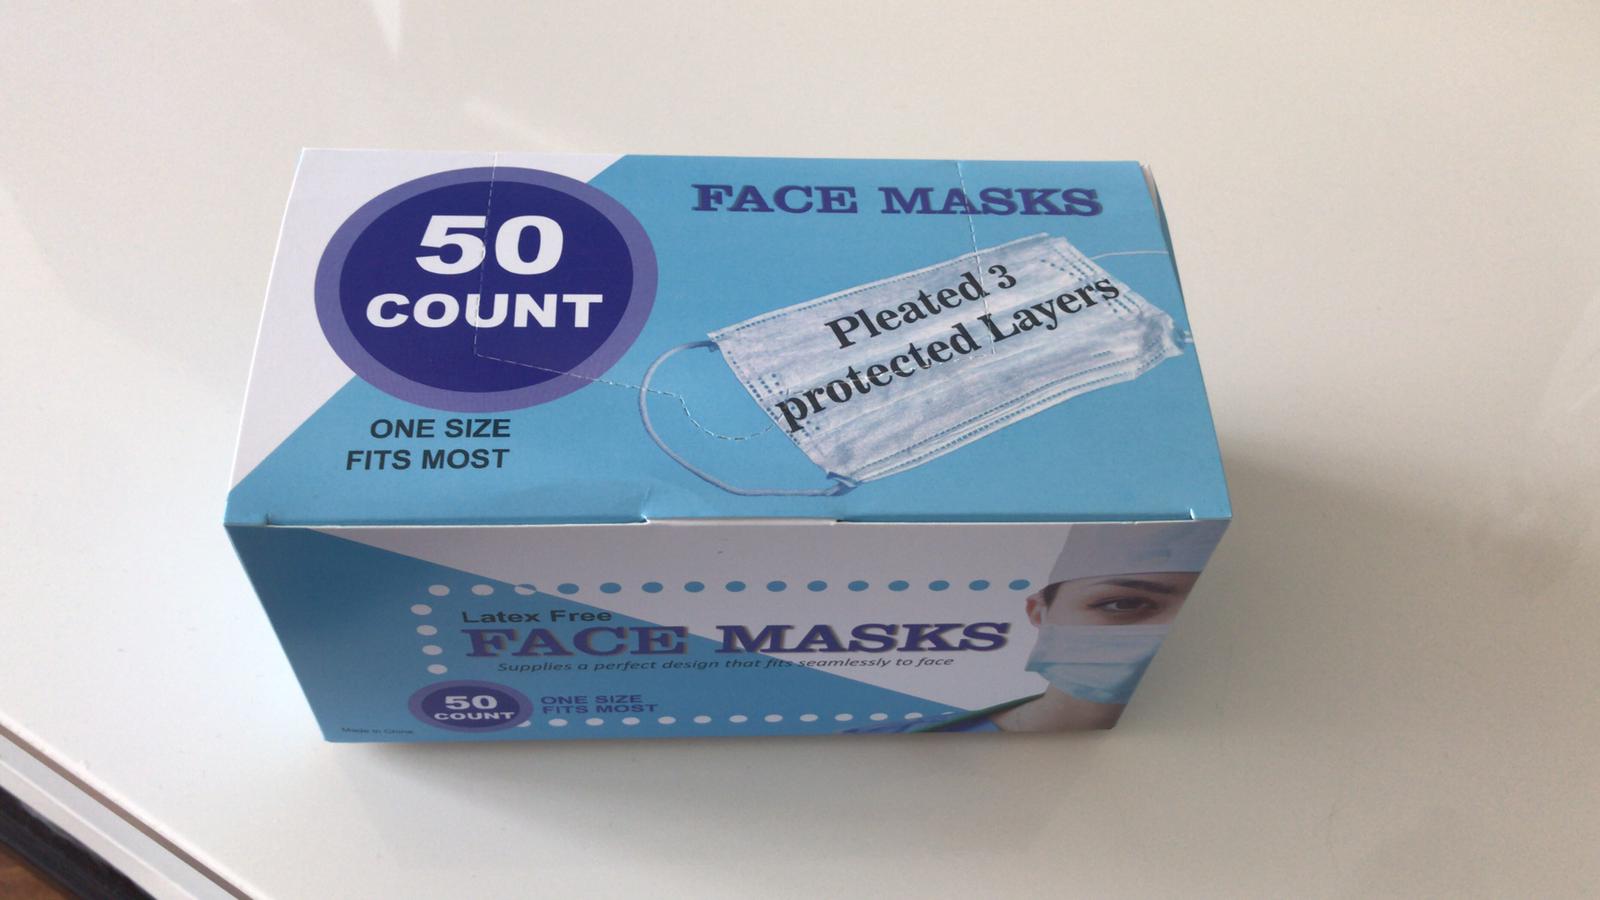 50
COUNT
ONE SIZE
FITS MOST
FACE MASKS
Pleated 3
protected Layers
Latex Free
FACE MASKS
Supplies a perfect design that fits seamlessly to face
50
COUNT
ONE SIZE
FITS MOST
Made in China